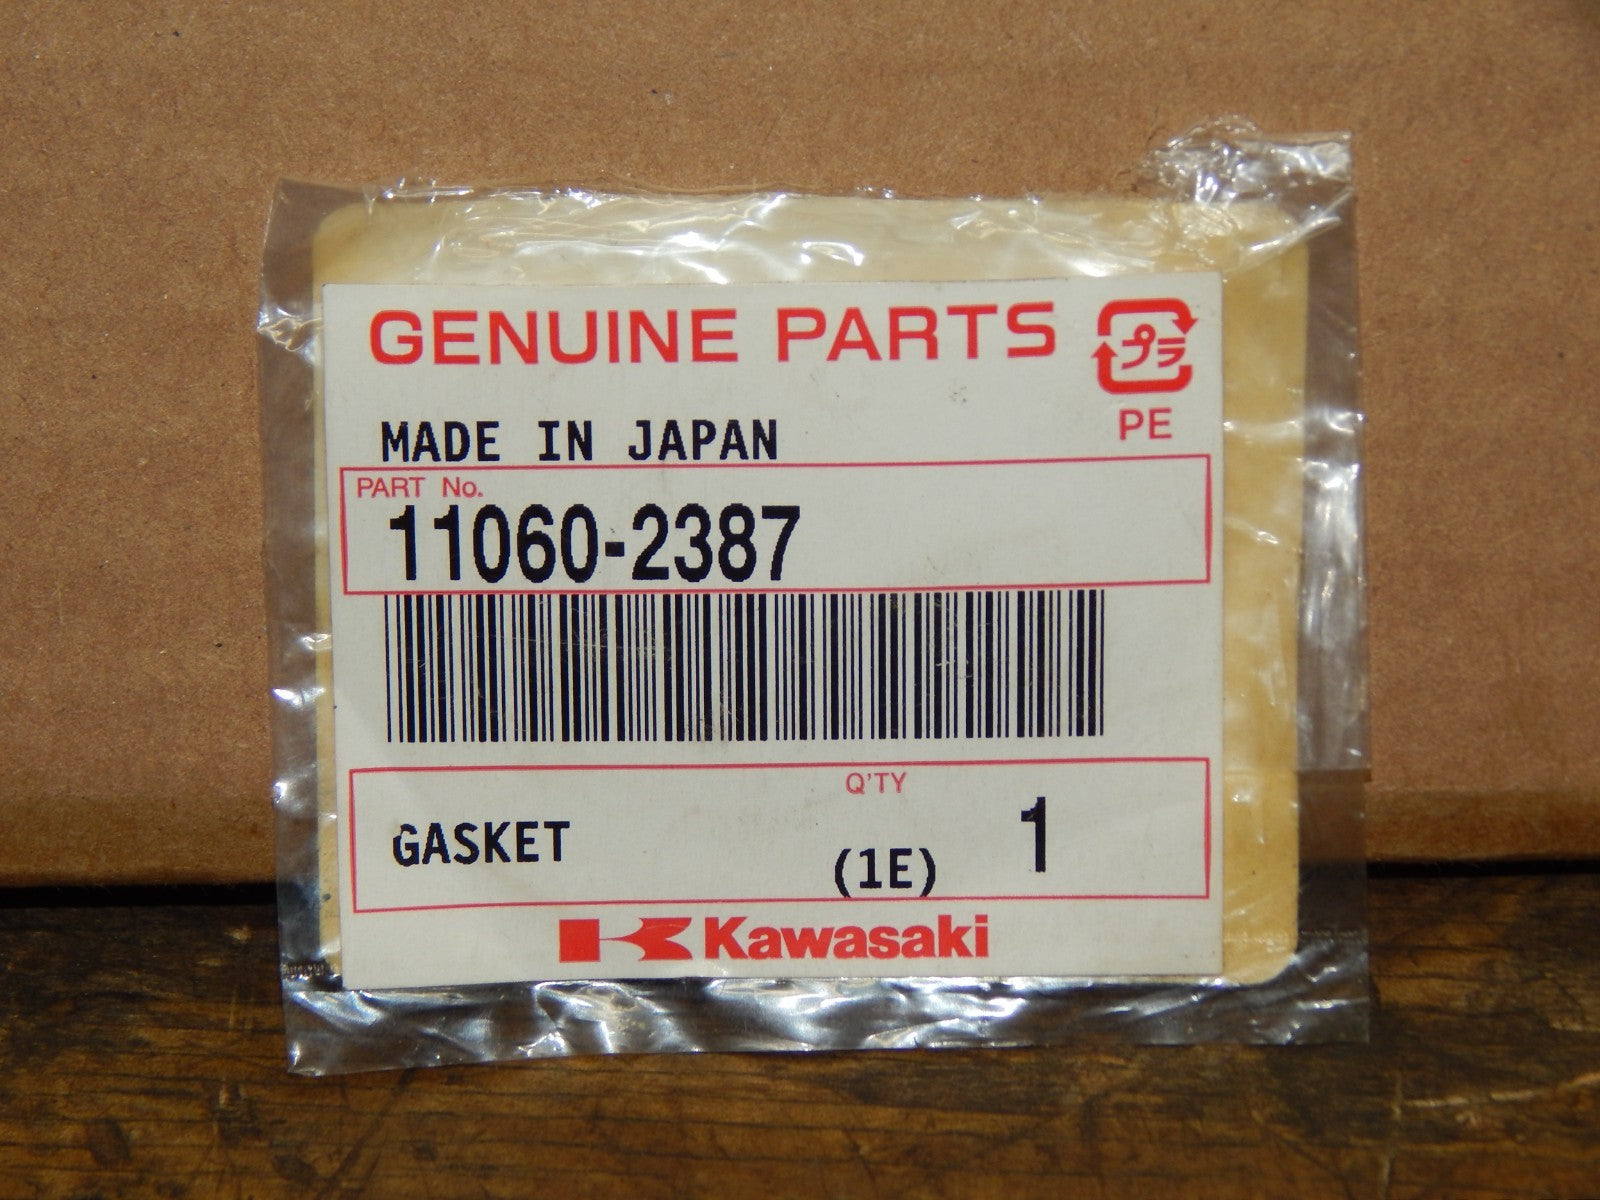 GENUINE PARTS
プラ
PE
MADE IN JAPAN
PART No.
11060-2387
Q'TY
GASKET (1E) 1
Kawasaki